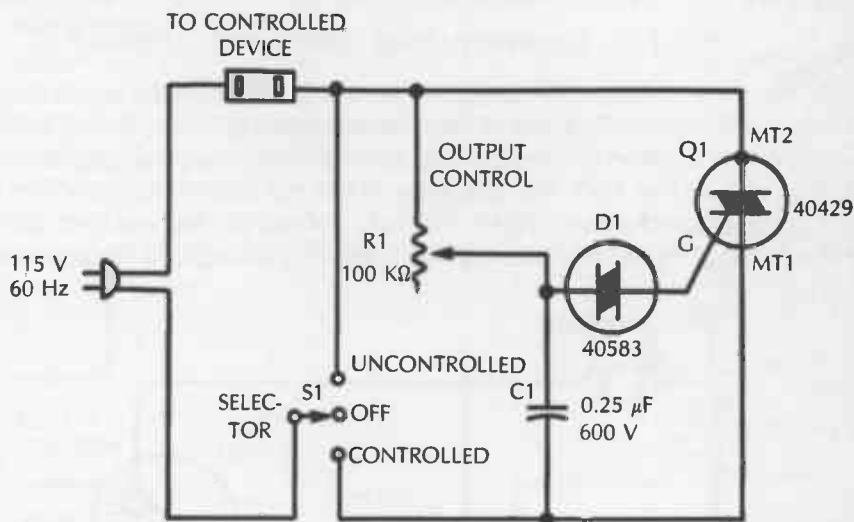 TO CONTROLLED
DEVICE
Q1
MT2
OUTPUT
CONTROL
40429
D1
G
MT1
115 V
60 Hz
R1
100 KΩ
40583
UNCONTROLLED
S1
SELEC-
TOR
OFF
C1
0.25 μF
600 V
CONTROLLED